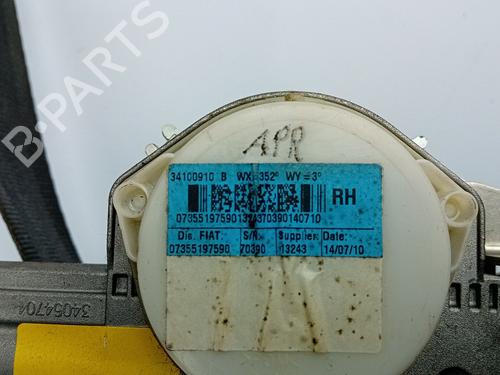 B-PARTS
APR
34100910 B WX=352° WY=3°
RH
073551975901324370390140710
Dis. FIAT: S/N: Supplier: Date:
07355197590 70390 13243 14/07/10
34054704